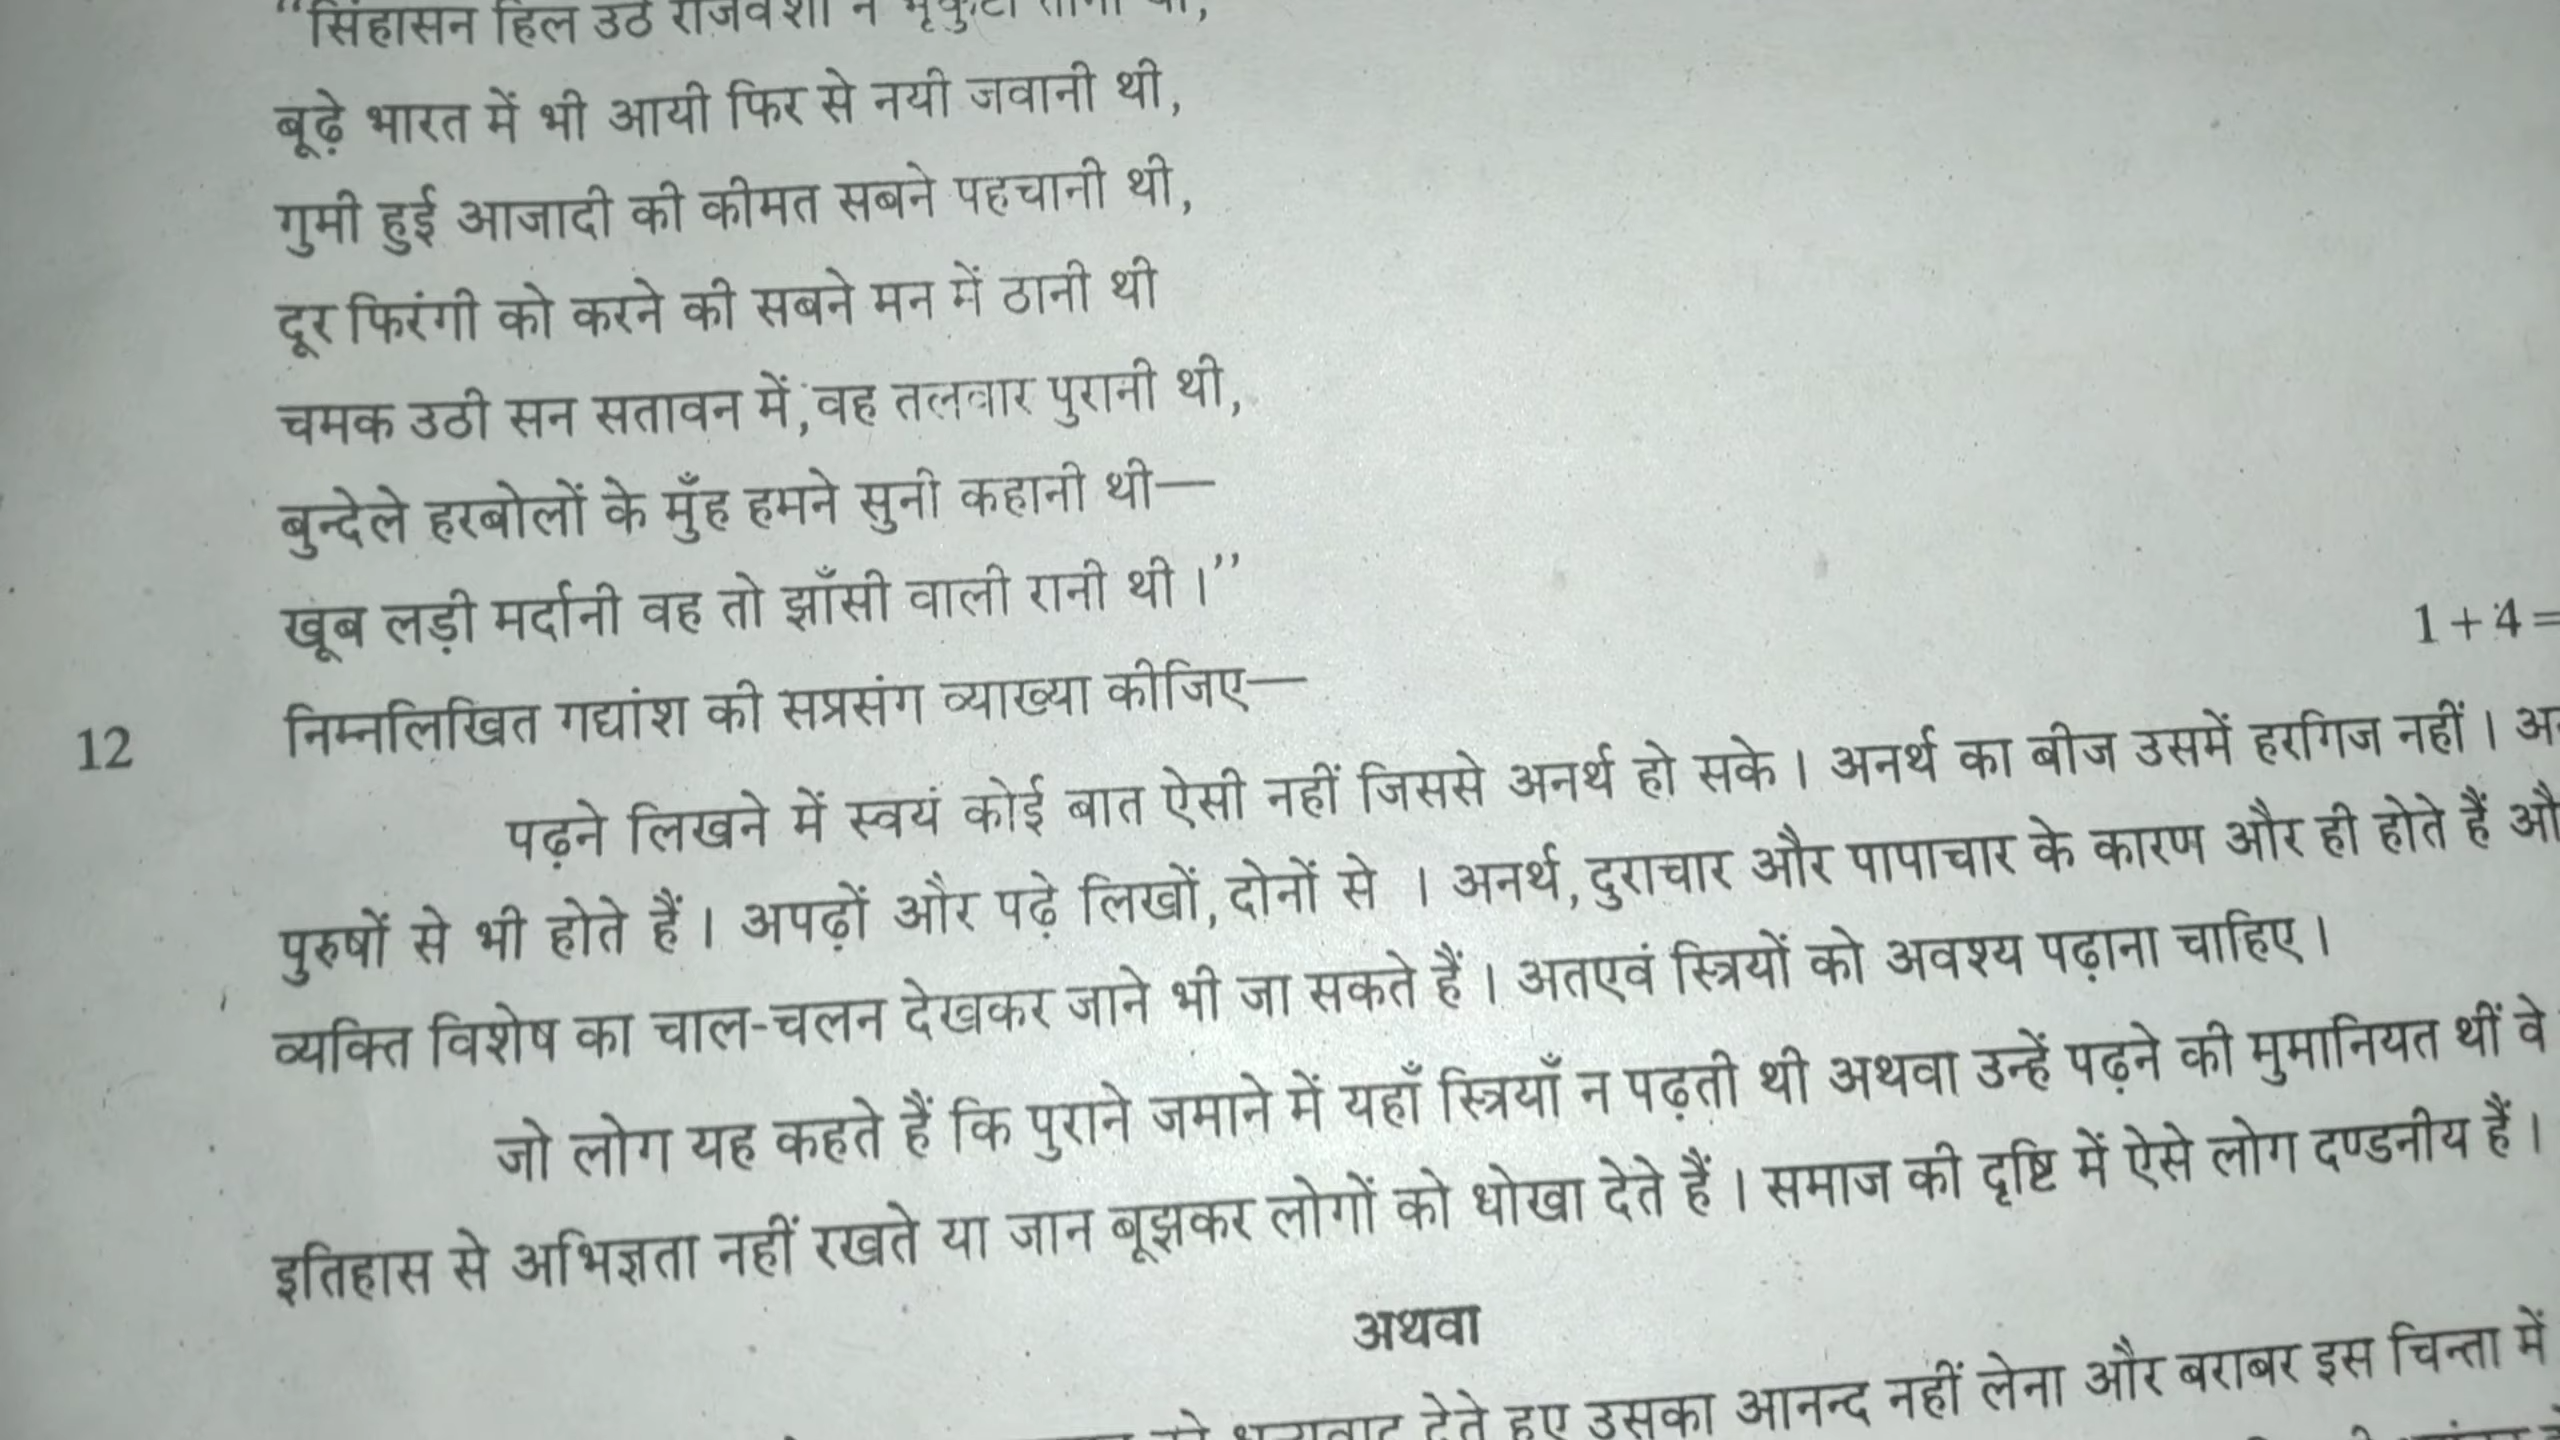 “सिंहासन हिल उठे
बूढ़े भारत में भी आयी फिर से नयी जवानी थी,
गुमी हुई आजादी की कीमत सबने पहचानी थी,
दूर फिरंगी को करने की सबने मन में ठानी थी
चमक उठी सन सतावन में, वह तलवार पुरानी थी,
बुन्देले हरबोलों के मुँह हमने सुनी कहानी थी—
खूब लड़ी मर्दानी वह तो झाँसी वाली रानी थी ।”
1 + 4 =
12 निम्नलिखित गद्यांश की सप्रसंग व्याख्या कीजिए—
पढ़ने लिखने में स्वयं कोई बात ऐसी नहीं जिससे अनर्थ हो सके । अनर्थ का बीज उसमें हरगिज नहीं ।
पुरुषों से भी होते हैं । अपढ़ों और पढ़े लिखों, दोनों से । अनर्थ, दुराचार और पापाचार के कारण और ही होते हैं
व्यक्ति विशेष का चाल-चलन देखकर जाने भी जा सकते हैं । अतएवं स्त्रियों को अवश्य पढ़ाना चाहिए ।
जो लोग यह कहते हैं कि पुराने जमाने में यहाँ स्त्रियाँ न पढ़ती थी अथवा उन्हें पढ़ने की मुमानियत थीं वे
इतिहास से अभिज्ञता नहीं रखते या जान बूझकर लोगों को धोखा देते हैं । समाज की दृष्टि में ऐसे लोग दण्डनीय हैं ।
अथवा
देते हुए उसका आनन्द नहीं लेना और बराबर इस चिन्ता में